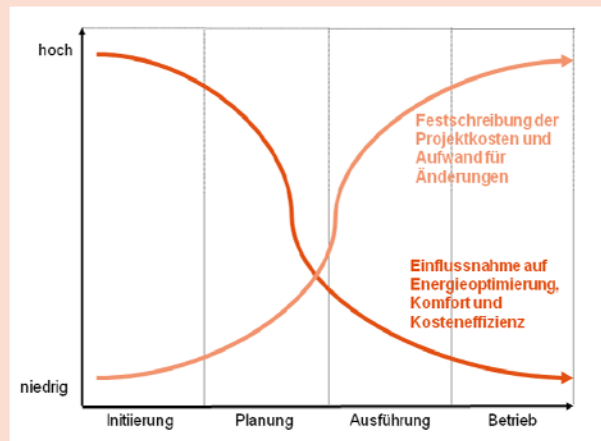 hoch
Festschreibung der
Projektkosten und
Aufwand für
Änderungen
Einflussnahme auf
Energieoptimierung,
Komfort und
Kosteneffizienz
niedrig
Initiierung Planung Ausführung Betrieb